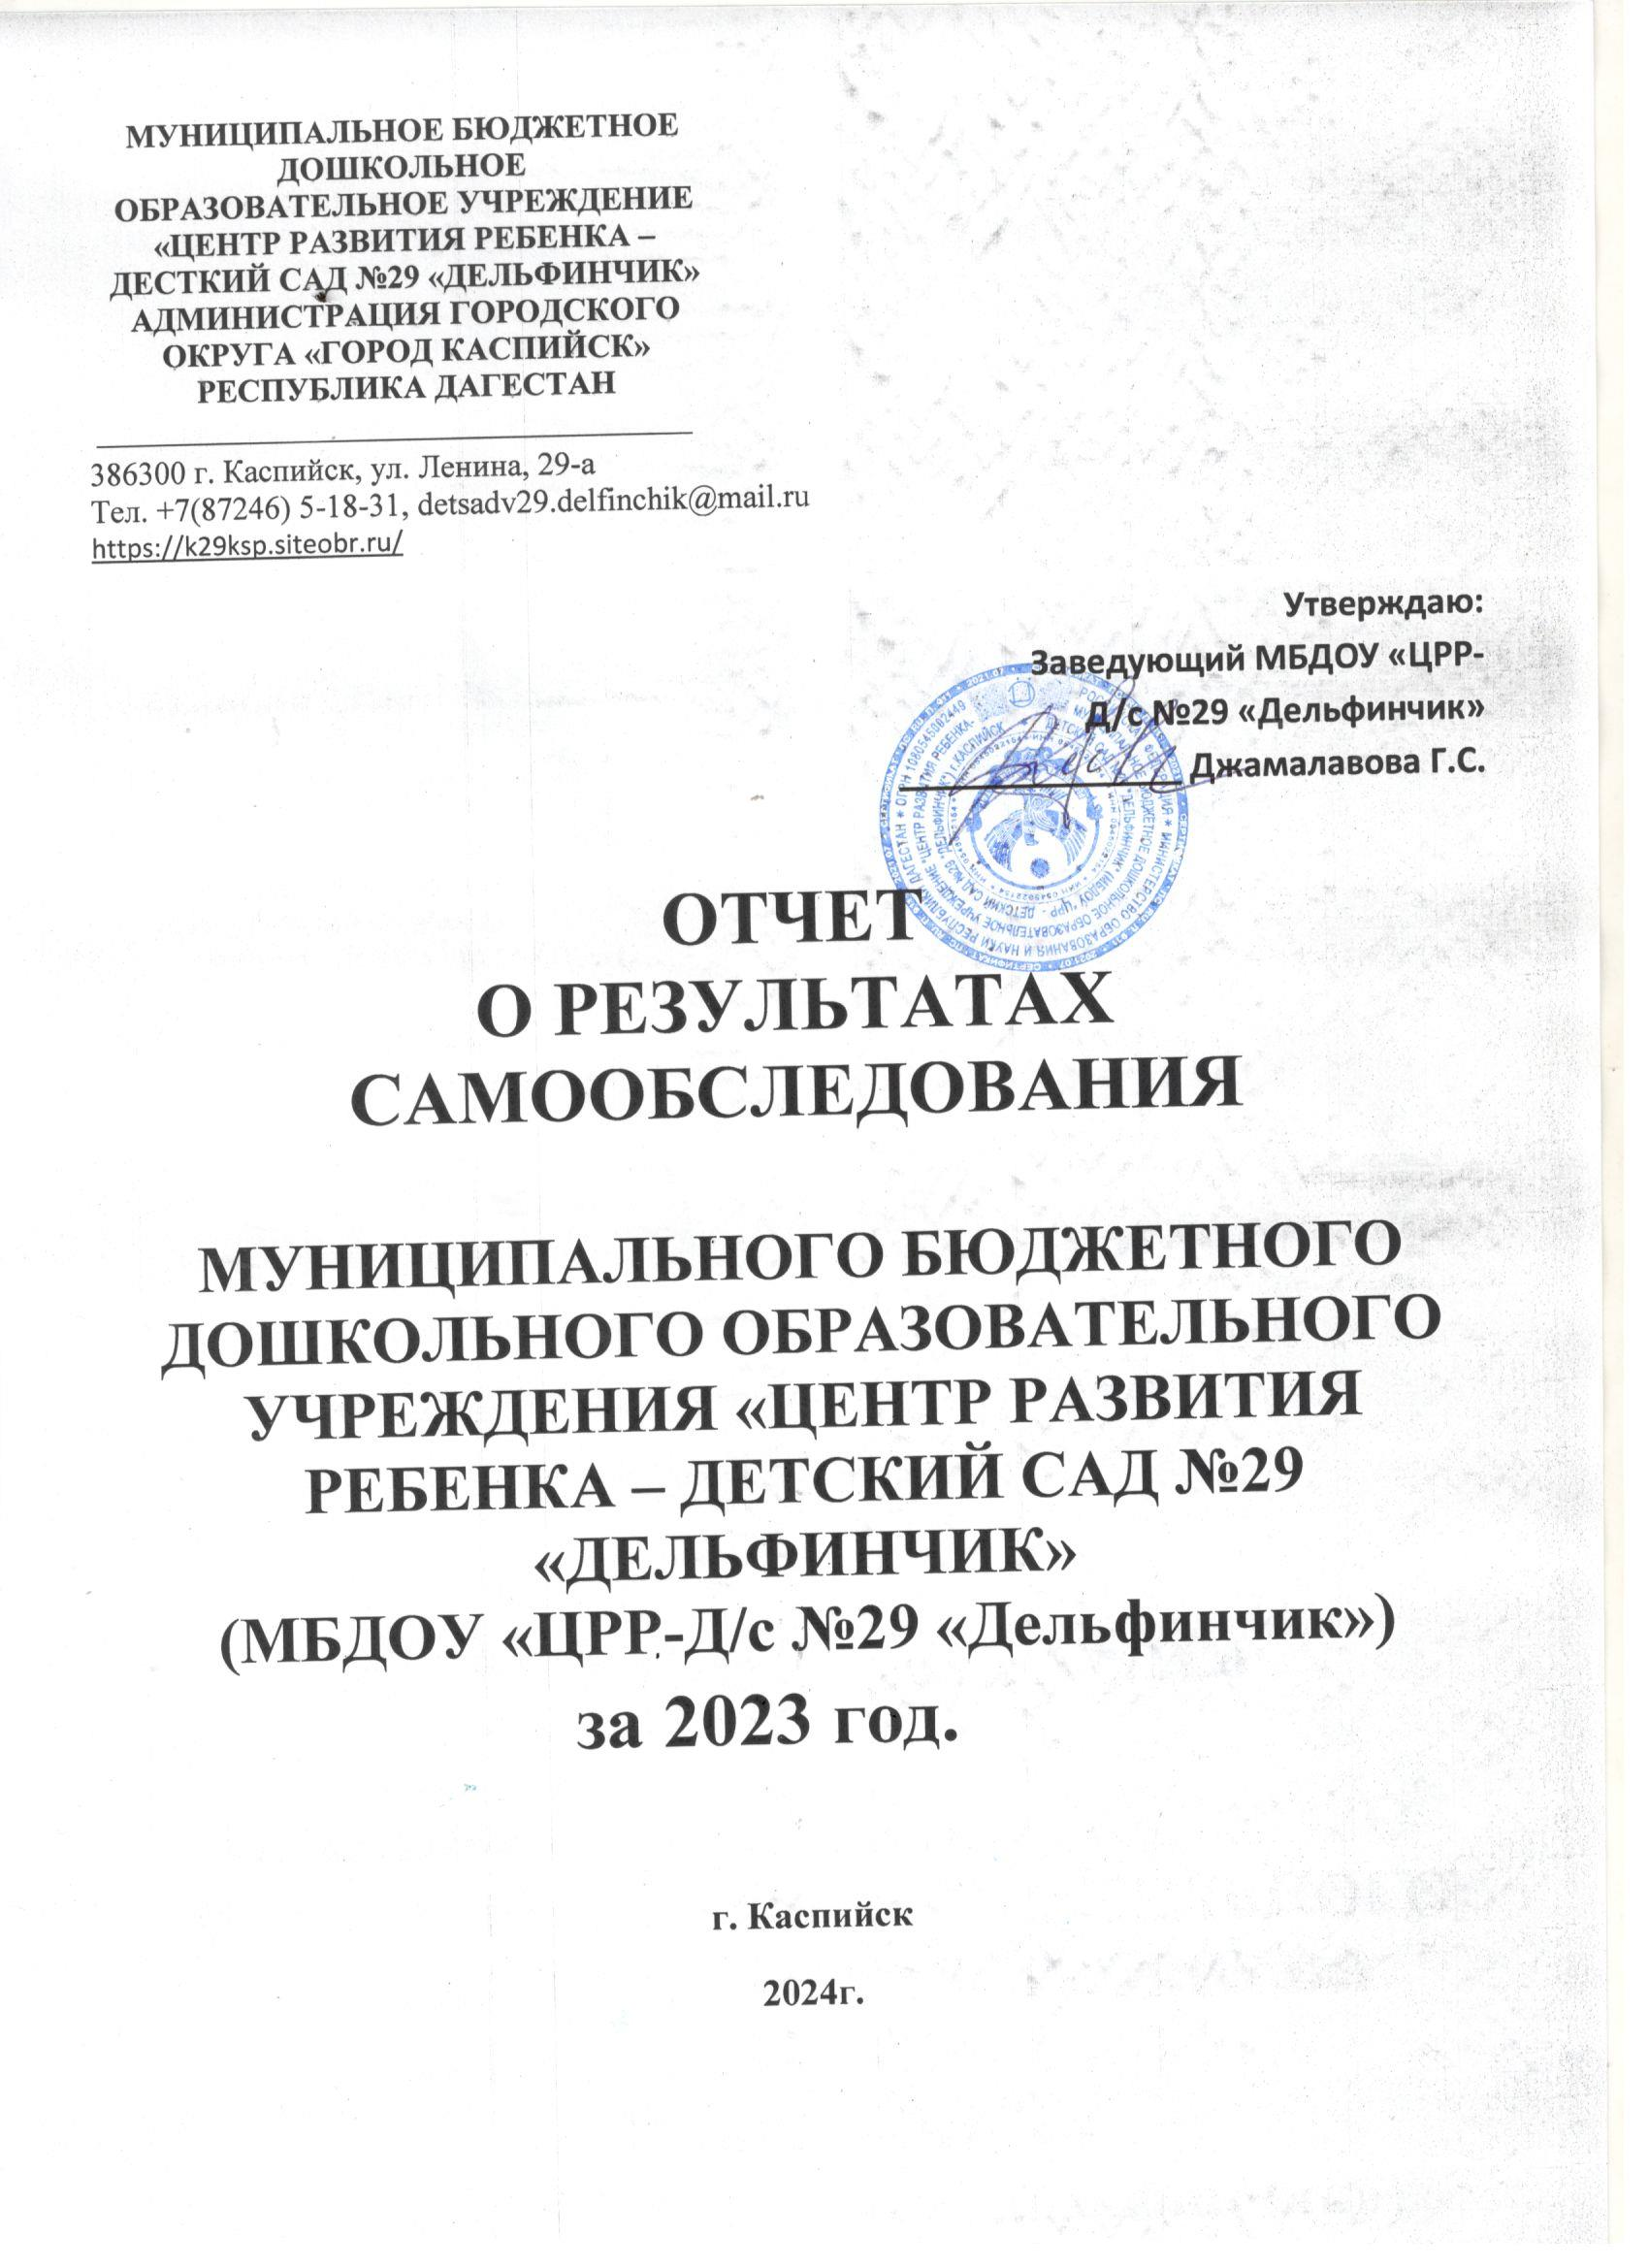 МУНИЦИПАЛЬНОЕ БЮДЖЕТНОЕ
ДОШКОЛЬНОЕ
ОБРАЗОВАТЕЛЬНОЕ УЧРЕЖДЕНИЕ
«ЦЕНТР РАЗВИТИЯ РЕБЕНКА –
ДЕСТКИЙ САД №29 «ДЕЛЬФИНЧИК»
АДМИНИСТРАЦИЯ ГОРОДСКОГО
ОКРУГА «ГОРОД КАСПИЙСК»
РЕСПУБЛИКА ДАГЕСТАН
386300 г. Каспийск, ул. Ленина, 29-а
Тел. +7(87246) 5-18-31, detsadv29.delfinchik@mail.ru
https://k29ksp.siteobr.ru/
Утверждаю:
Заведующий МБДОУ «ЦРР-
Д/с №29 «Дельфинчик»
Джамалавова Г.С.
ОТЧЕТ
О РЕЗУЛЬТАТАХ
САМООБСЛЕДОВАНИЯ
МУНИЦИПАЛЬНОГО БЮДЖЕТНОГО
ДОШКОЛЬНОГО ОБРАЗОВАТЕЛЬНОГО
УЧРЕЖДЕНИЯ «ЦЕНТР РАЗВИТИЯ
РЕБЕНКА – ДЕТСКИЙ САД №29
«ДЕЛЬФИНЧИК»
(МБДОУ «ЦРР-Д/с №29 «Дельфинчик»)
за 2023 год.
г. Каспийск
2024г.